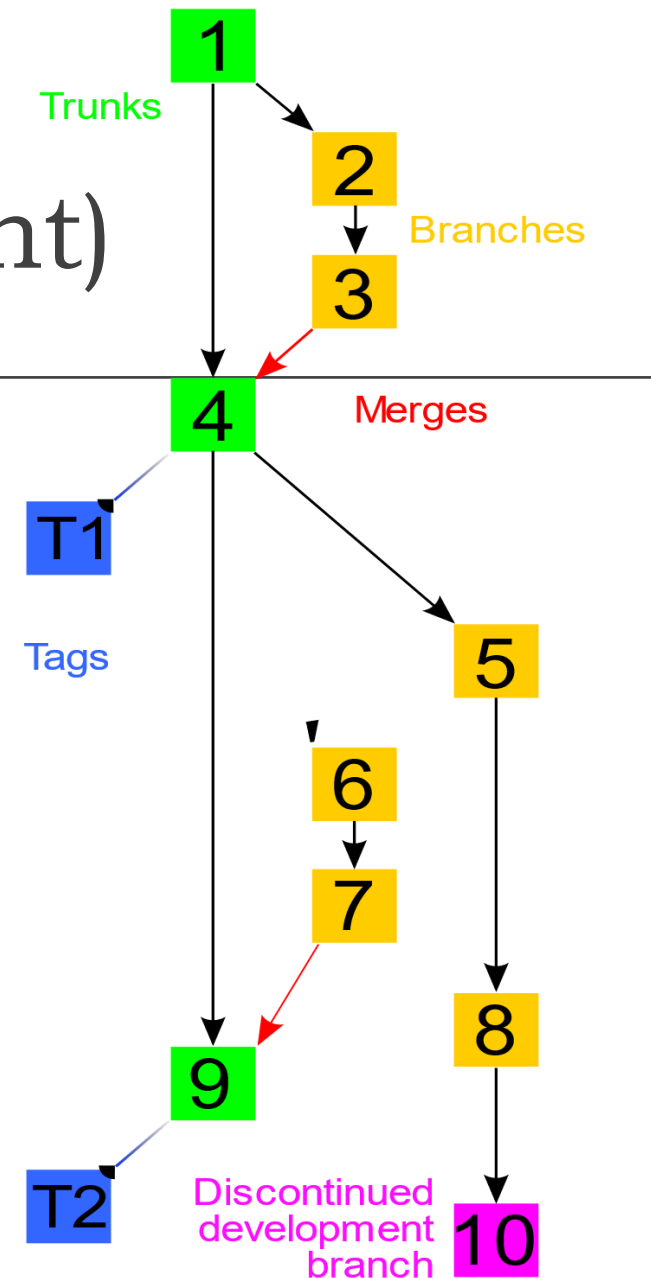 1
Trunks
2
nt)
Branches
3
4
Merges
T1
5
Tags
6
7
8
9
T2
Discontinued
development
branch
10